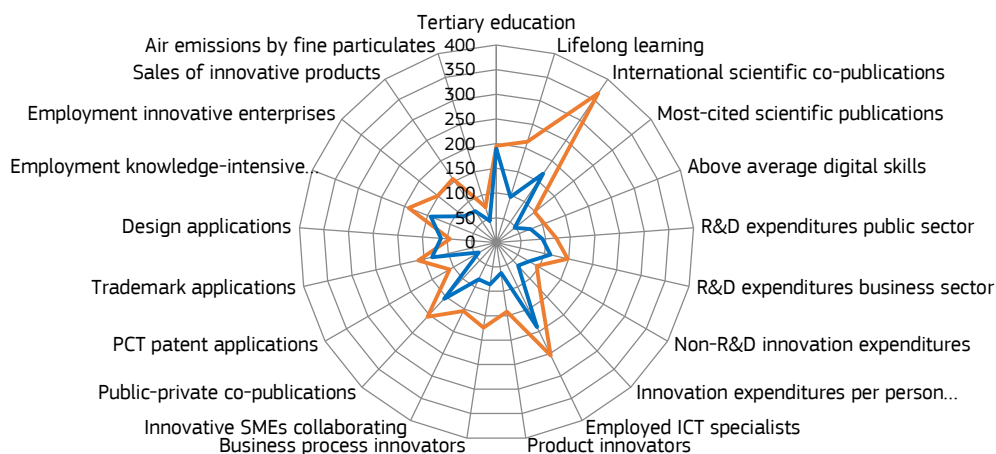 Tertiary education
Air emissions by fine particulates
400
Lifelong learning
Sales of innovative products
350
International scientific co-publications
300
Employment innovative enterprises
250
Most-cited scientific publications
200
Employment knowledge-intensive...
150
Above average digital skills
100
50
Design applications
0
R&D expenditures public sector
Trademark applications
R&D expenditures business sector
PCT patent applications
Non-R&D innovation expenditures
Public-private co-publications
Innovation expenditures per person...
Innovative SMEs collaborating
Employed ICT specialists
Business process innovators
Product innovators